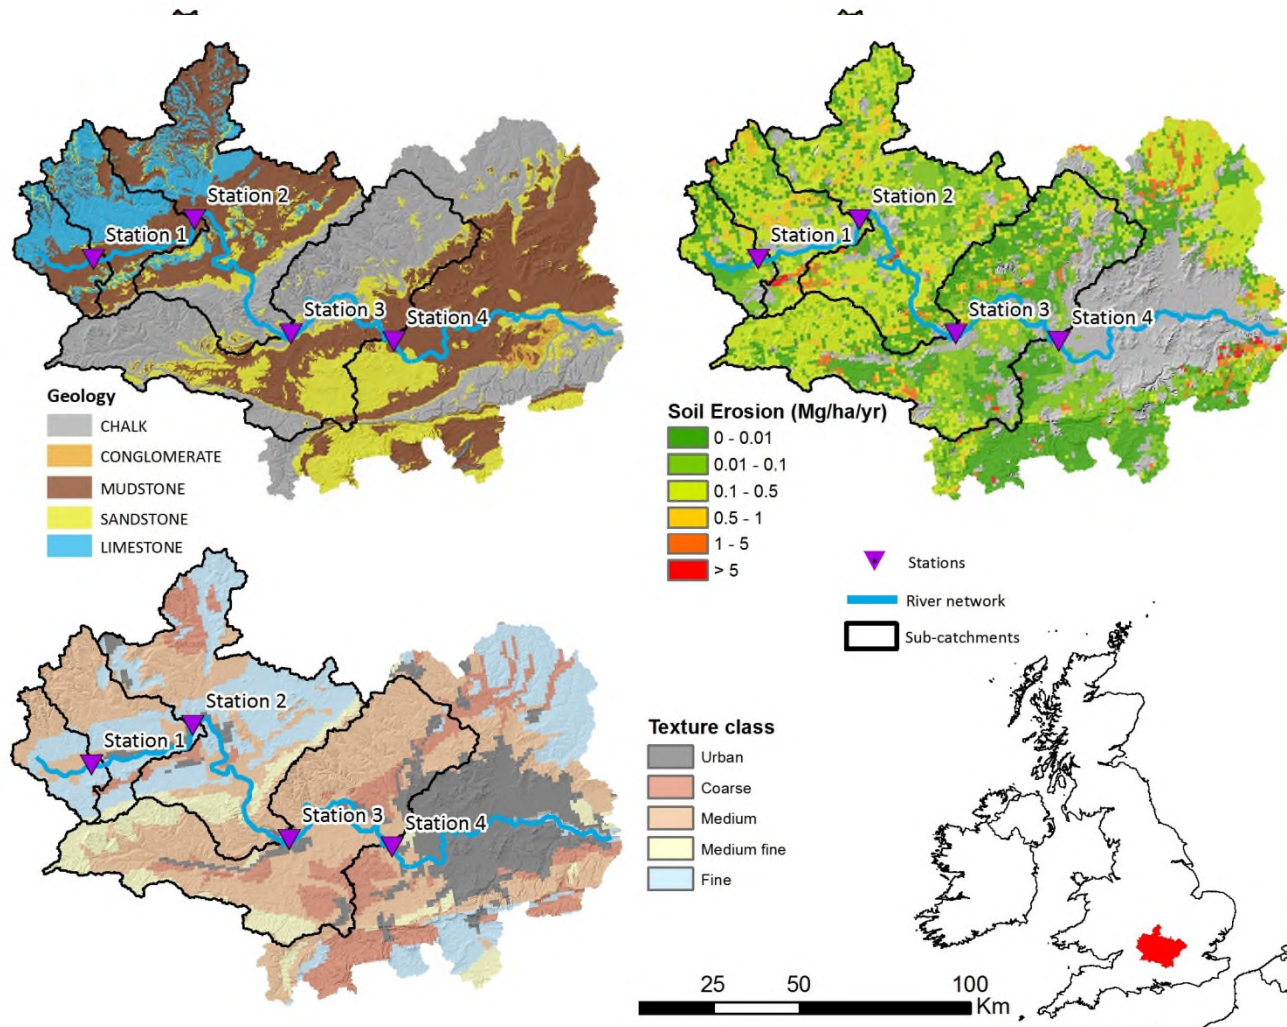 Station 2
Station 1
Station 3
Station 4
Geology
CHALK
CONGLOMERATE
MUDSTONE
SANDSTONE
LIMESTONE
Station 2
Station 1
Station 3
Station 4
Soil Erosion (Mg/ha/yr)
0 - 0.01
0.01 - 0.1
0.1 - 0.5
0.5 - 1
1 - 5
> 5
Stations
River network
Sub-catchments
Station 2
Station 1
Station 3
Station 4
Texture class
Urban
Coarse
Medium
Medium fine
Fine
25 50 100
Km